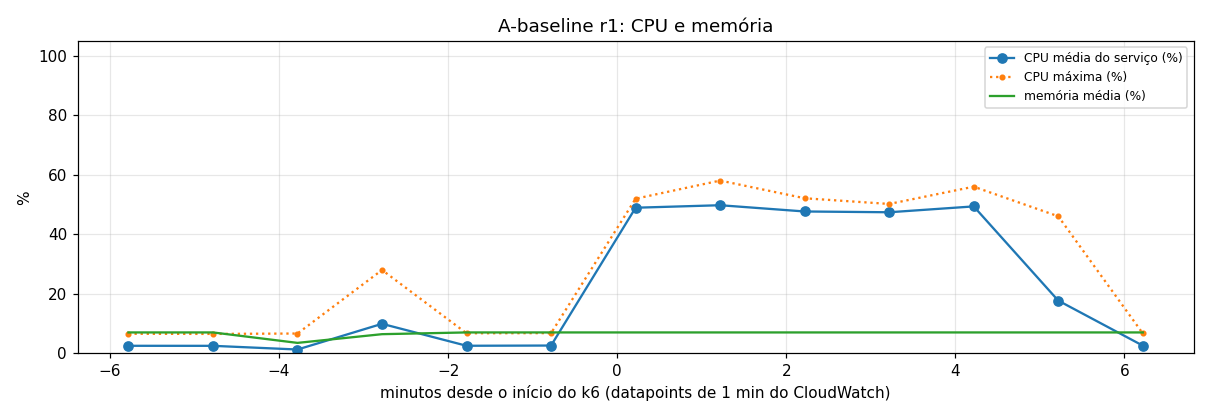 A-baseline r1: CPU e memória
100
80
60
40
20
0
%
CPU média do serviço (%)
CPU máxima (%)
memória média (%)
−6
−4
−2
0
2
4
6
minutos desde o início do k6 (datapoints de 1 min do CloudWatch)